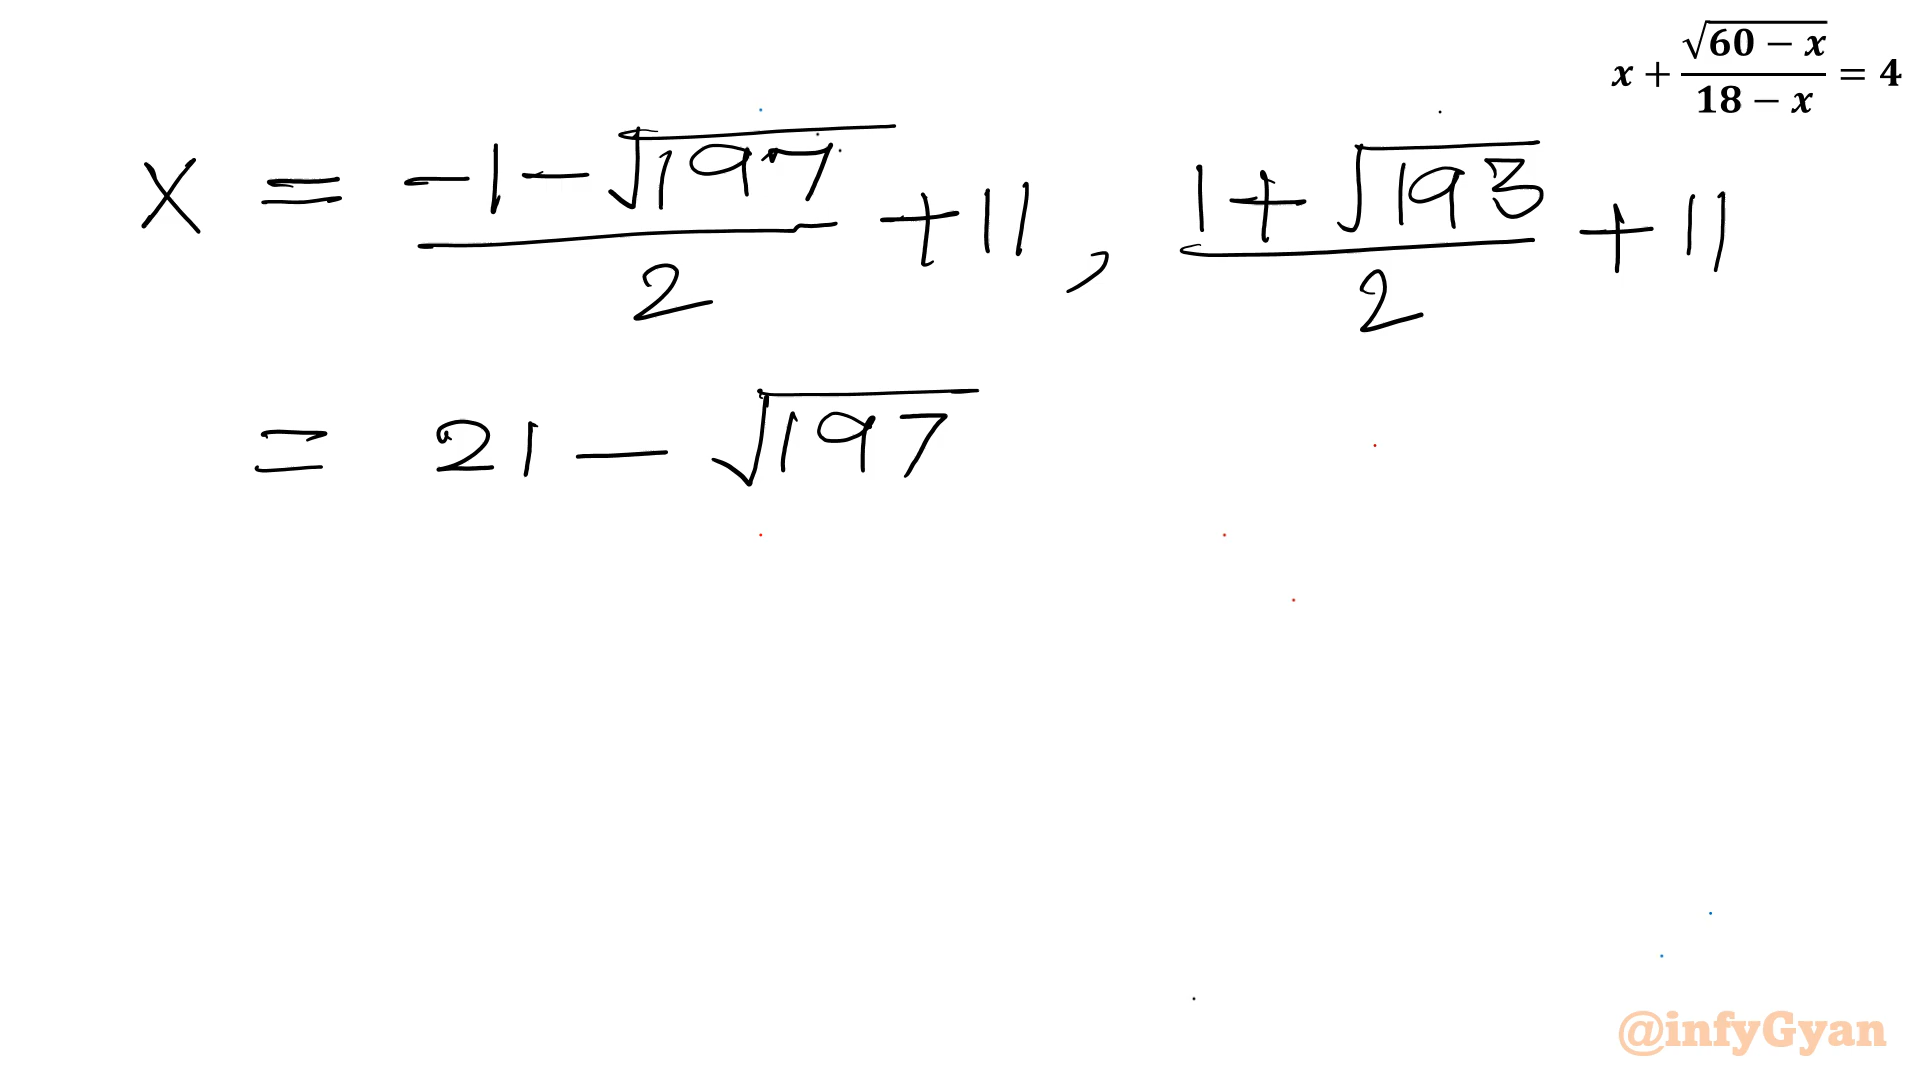 x + √(60 − x) / (18 − x) = 4
X = (−1 − √197) / 2 + 11 , (1 + √193) / 2 + 11
= 21 − √197
@infyGyan